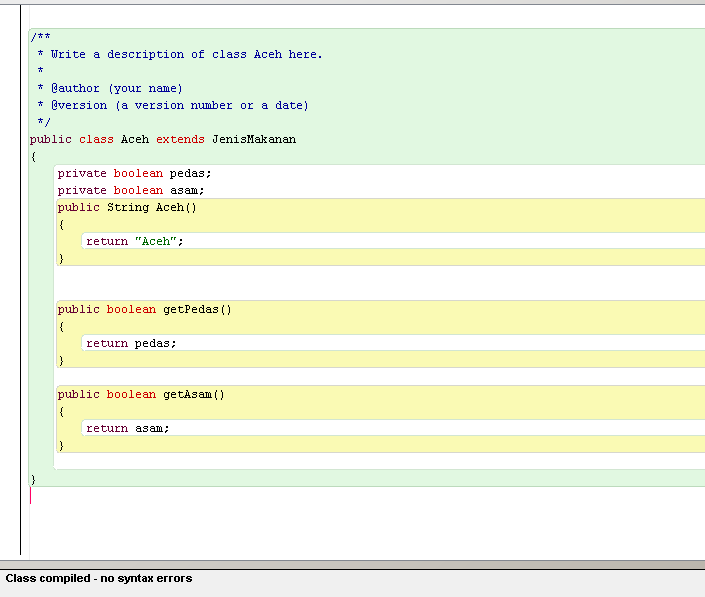 /**
 * Write a description of class Aceh here.
 *
 * @author (your name)
 * @version (a version number or a date)
 */
public class Aceh extends JenisMakanan
{
    private boolean pedas;
    private boolean asam;
    public String Aceh()
    {
        return "Aceh";
    }
    public boolean getPedas()
    {
        return pedas;
    }
    public boolean getAsam()
    {
        return asam;
    }
}
Class compiled - no syntax errors